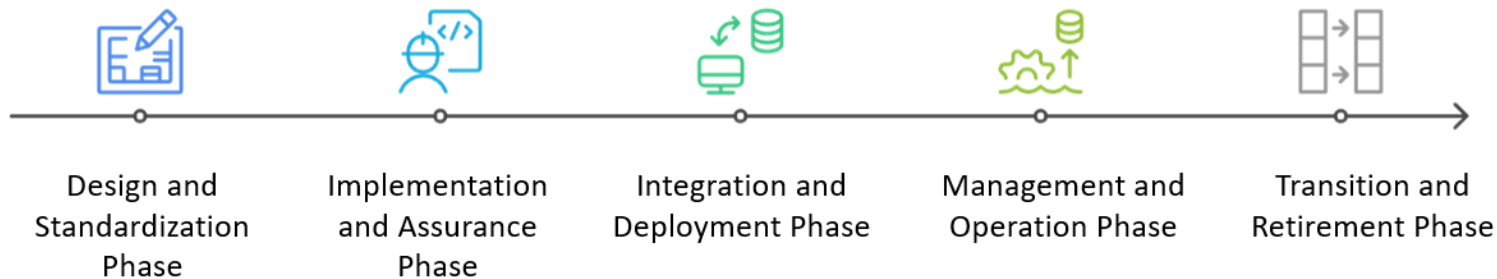 </>
Design and
Standardization
Phase
Implementation
and Assurance
Phase
Integration and
Deployment Phase
Management and
Operation Phase
Transition and
Retirement Phase